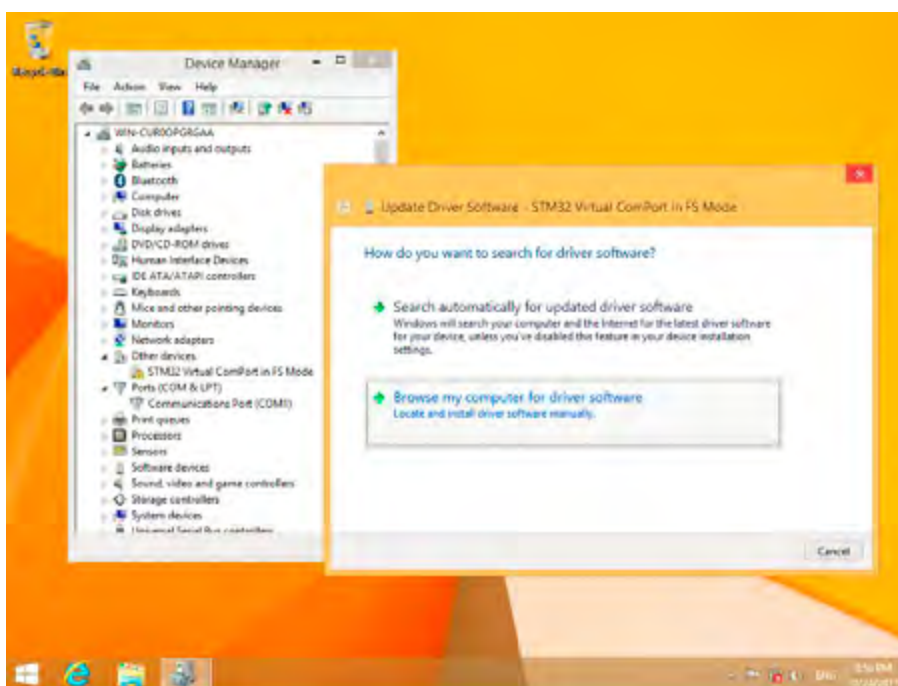 Device Manager
File Action View Help
Audio inputs and outputs
Batteries
Bluetooth
Computer
Disk drives
Display adapters
DVD/CD-ROM drives
Human Interface Devices
IDE ATA/ATAPI controllers
Keyboards
Mice and other pointing devices
Monitors
Network adapters
Other devices
STM32 Virtual ComPort in FS Mode
Ports (COM & LPT)
Communications Port (COM1)
Print queues
Processors
Sensors
Software devices
Sound, video and game controllers
Storage controllers
System devices
Universal Serial Bus controllers
Update Driver Software - STM32 Virtual ComPort in FS Mode
How do you want to search for driver software?
Search automatically for updated driver software
Windows will search your computer and the Internet for the latest driver software
for your device, unless you've disabled this feature in your device installation
settings.
Browse my computer for driver software
Locate and install driver software manually.
Cancel
ENG